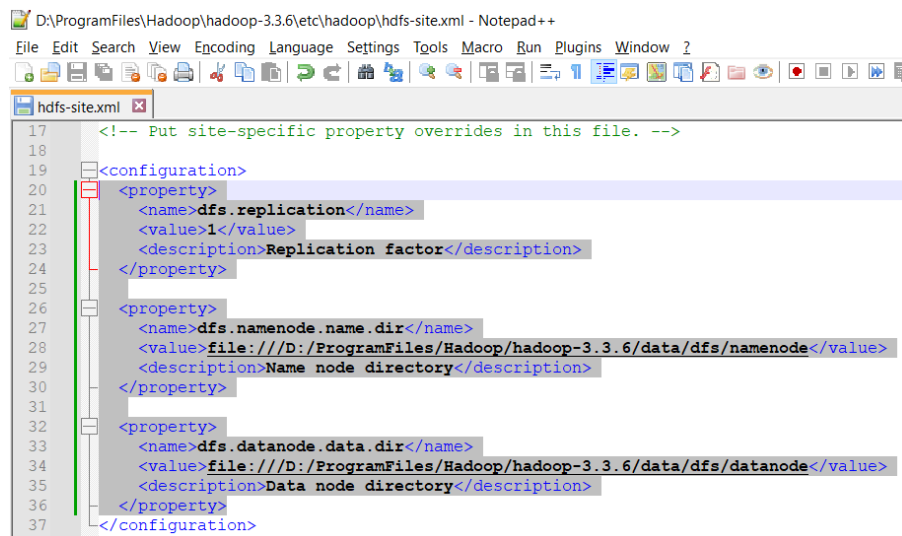 D:\ProgramFiles\Hadoop\hadoop-3.3.6\etc\hadoop\hdfs-site.xml - Notepad++
File Edit Search View Encoding Language Settings Tools Macro Run Plugins Window ?
hdfs-site.xml
17 <!-- Put site-specific property overrides in this file. -->
18
19 <configuration>
20 <property>
21 <name>dfs.replication</name>
22 <value>1</value>
23 <description>Replication factor</description>
24 </property>
25
26 <property>
27 <name>dfs.namenode.name.dir</name>
28 <value>file:///D:/ProgramFiles/Hadoop/hadoop-3.3.6/data/dfs/namenode</value>
29 <description>Name node directory</description>
30 </property>
31
32 <property>
33 <name>dfs.datanode.data.dir</name>
34 <value>file:///D:/ProgramFiles/Hadoop/hadoop-3.3.6/data/dfs/datanode</value>
35 <description>Data node directory</description>
36 </property>
37 </configuration>